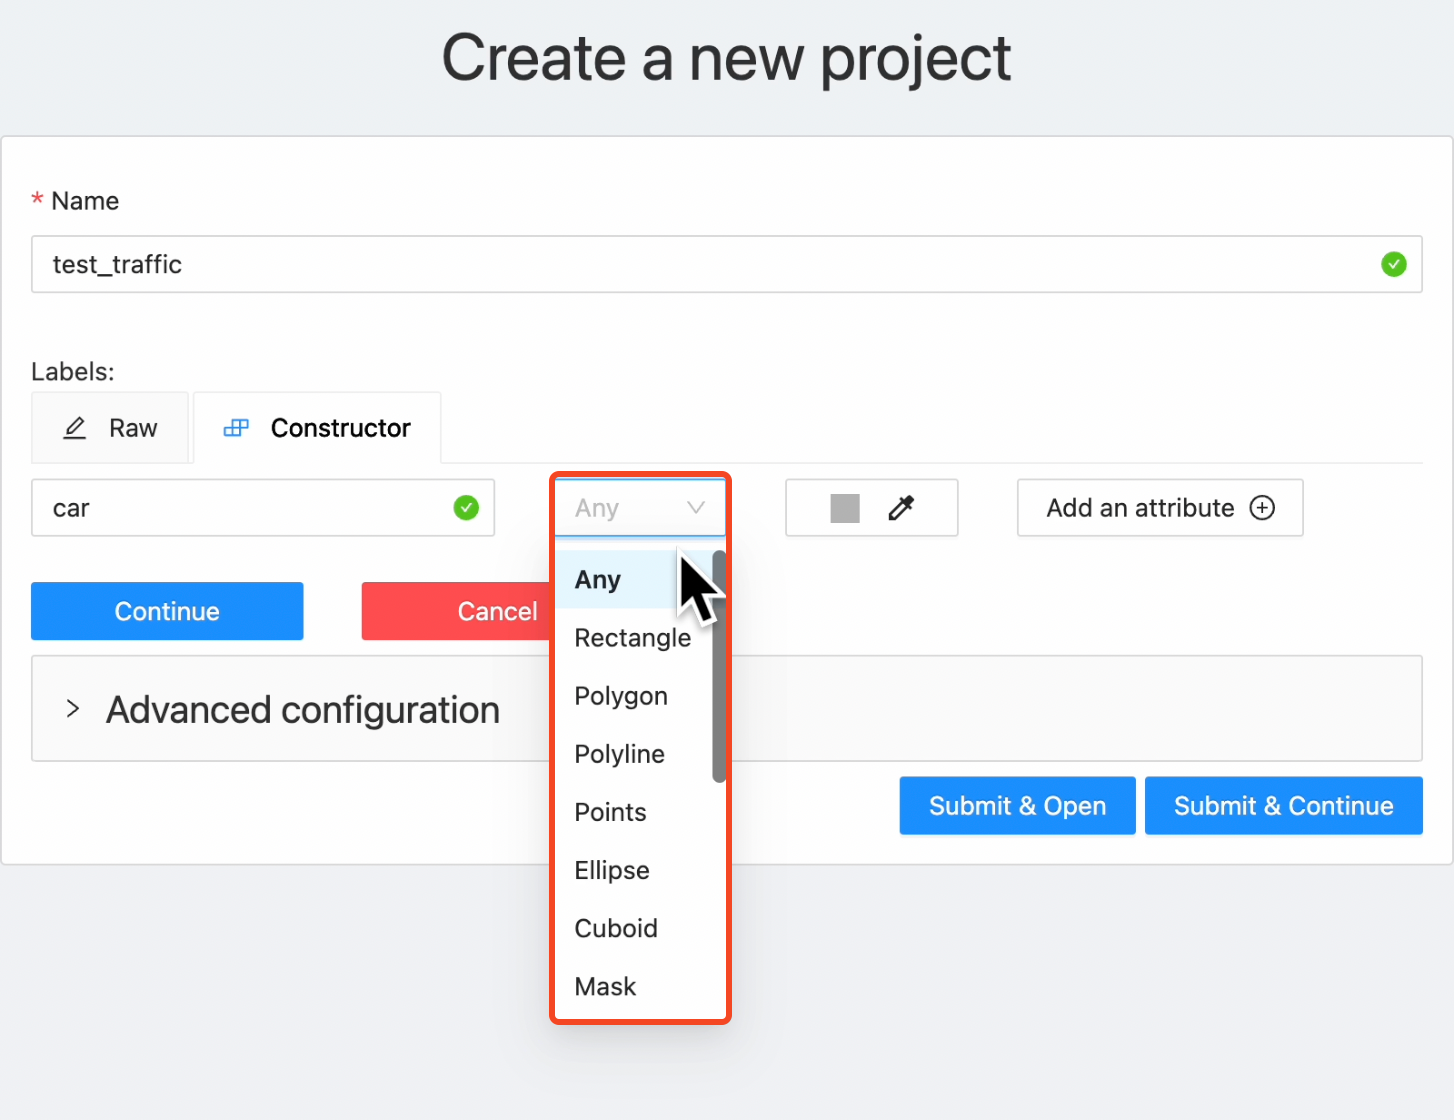 Create a new project
* Name
test_traffic
Labels:
Raw
Constructor
car
Any
Add an attribute
Any
Continue
Cancel
Rectangle
Polygon
Advanced configuration
Polyline
Points
Submit & Open
Submit & Continue
Ellipse
Cuboid
Mask